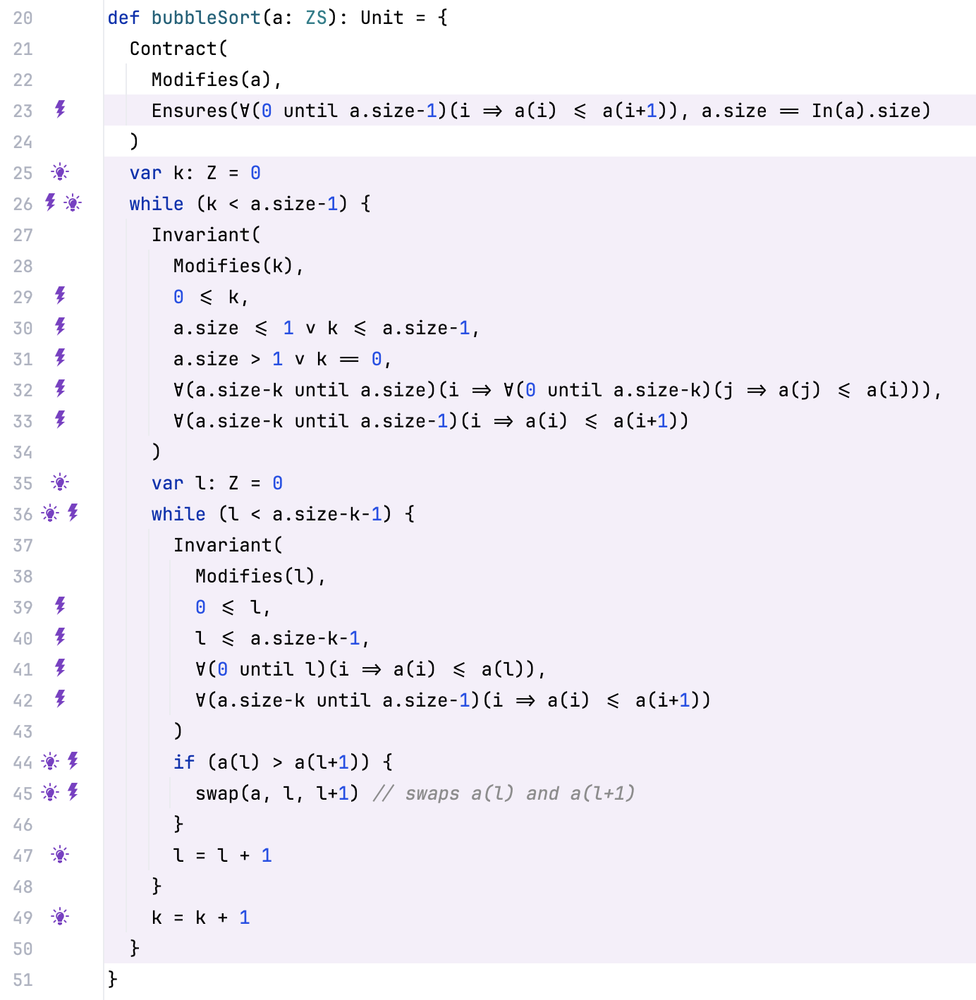 20 def bubbleSort(a: ZS): Unit = {
21 Contract(
22 Modifies(a),
23 Ensures(∀(0 until a.size-1)(i ⇒ a(i) ⩽ a(i+1)), a.size == In(a).size)
24 )
25 var k: Z = 0
26 while (k < a.size-1) {
27 Invariant(
28 Modifies(k),
29 0 ⩽ k,
30 a.size ⩽ 1 ∨ k ⩽ a.size-1,
31 a.size > 1 ∨ k == 0,
32 ∀(a.size-k until a.size)(i ⇒ ∀(0 until a.size-k)(j ⇒ a(j) ⩽ a(i))),
33 ∀(a.size-k until a.size-1)(i ⇒ a(i) ⩽ a(i+1))
34 )
35 var l: Z = 0
36 while (l < a.size-k-1) {
37 Invariant(
38 Modifies(l),
39 0 ⩽ l,
40 l ⩽ a.size-k-1,
41 ∀(0 until l)(i ⇒ a(i) ⩽ a(l)),
42 ∀(a.size-k until a.size-1)(i ⇒ a(i) ⩽ a(i+1))
43 )
44 if (a(l) > a(l+1)) {
45 swap(a, l, l+1) // swaps a(l) and a(l+1)
46 }
47 l = l + 1
48 }
49 k = k + 1
50 }
51 }